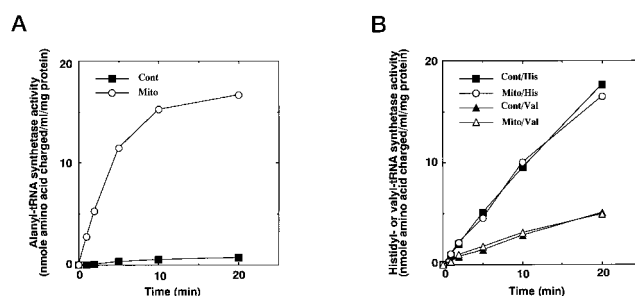 A
Alanyl-tRNA synthetase activity
(nmole amino acid charged/ml/mg protein)
20
10
0
Cont
Mito
0
10
20
Time (min)
B
Histidyl- or valyl-tRNA synthetase activity
(nmole amino acid charged/ml/mg protein)
20
10
0
Cont/His
Mito/His
Cont/Val
Mito/Val
0
10
20
Time (min)